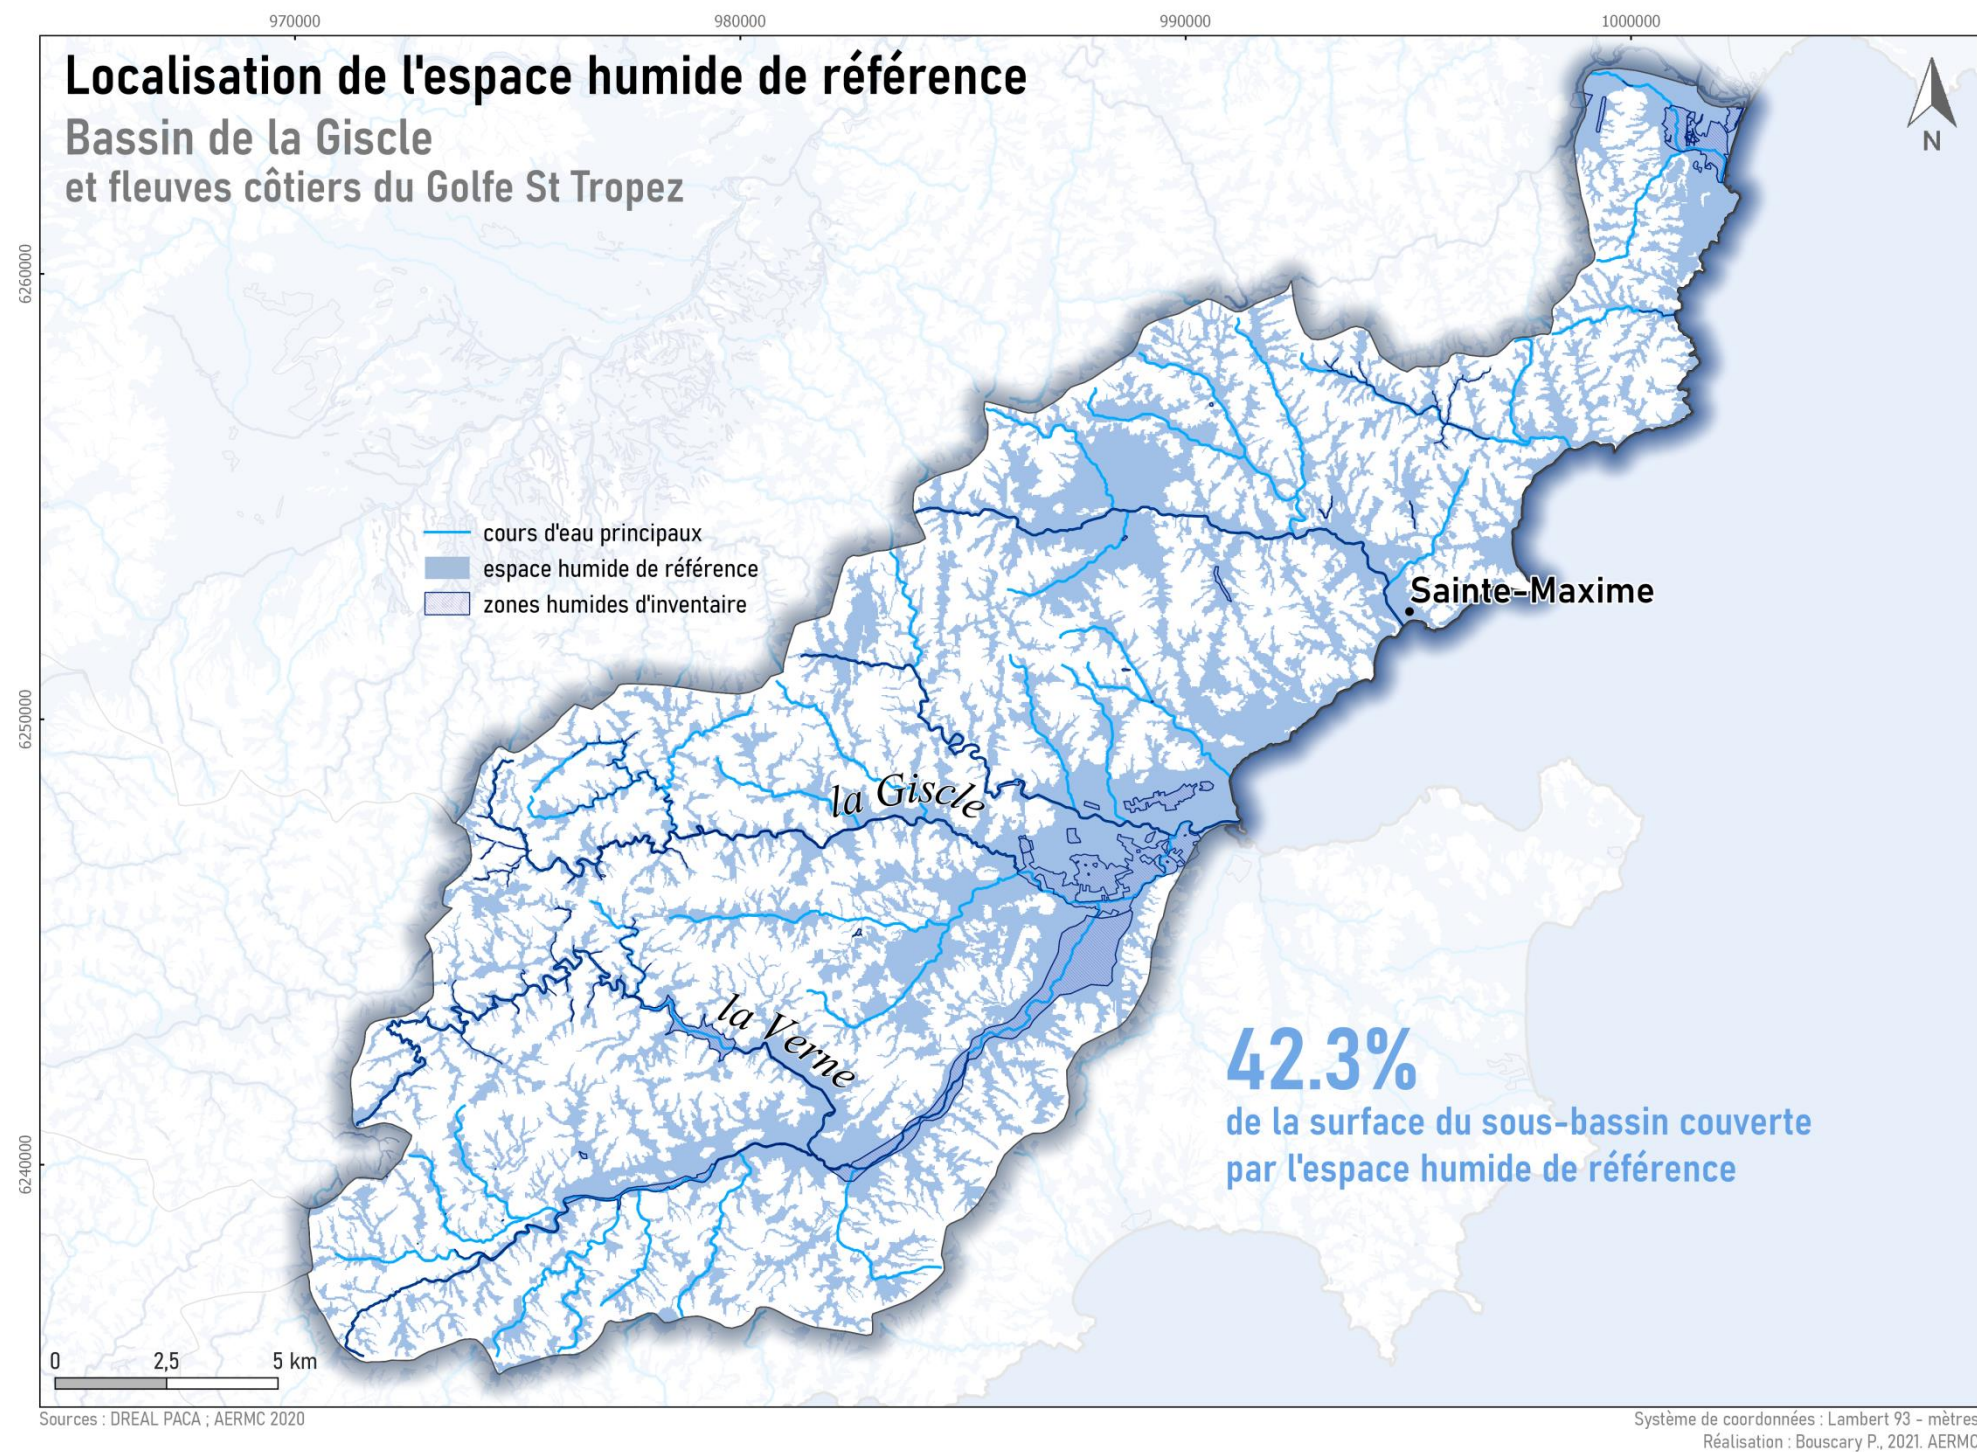 970000
980000
990000
1000000
Localisation de l'espace humide de référence
Bassin de la Giscle
et fleuves côtiers du Golfe St Tropez
N
6260000
cours d'eau principaux
espace humide de référence
zones humides d'inventaire
Sainte-Maxime
6250000
la Giscle
la Verne
42.3%
de la surface du sous-bassin couverte
par l'espace humide de référence
6240000
0 2,5 5 km
Sources : DREAL PACA ; AERMC 2020
Système de coordonnées : Lambert 93 - mètres
Réalisation : Bouscary P., 2021. AERMC